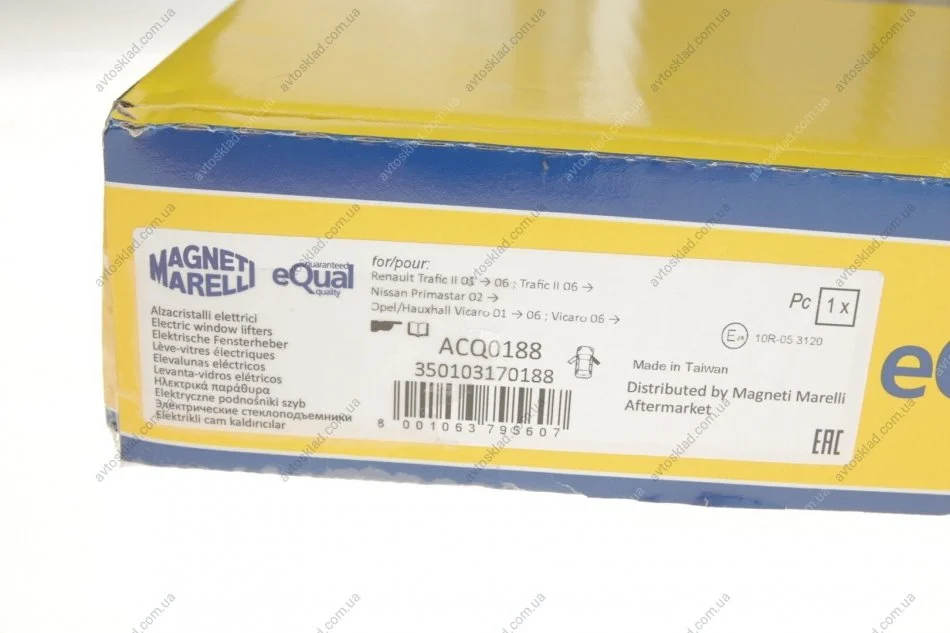 MAGNETI
MARELLI
guaranteed
eQual
quality
for/pour:
Renault Trafic II 03 → 06 ; Trafic II 06 →
Nissan Primastar 02 →
Opel/Hauxhall Vicaro 01 → 06 ; Vicaro 06 →
Pc 1 x
Alzacristalli elettrici
Electric window lifters
Elektrische Fensterheber
Lève-vitres électriques
Elevalunas eléctricos
Levanta-vidros elétricos
Ηλεκτρικά παράθυρα
Elektryczne podnośniki szyb
Электрические стеклоподъемники
Elektrikli cam kaldırıcılar
ACQ0188
350103170188
8 001063 795607
10R-05 3120
Made in Taiwan
Distributed by Magneti Marelli
Aftermarket
EAC
eQ
avtosklad.com.ua